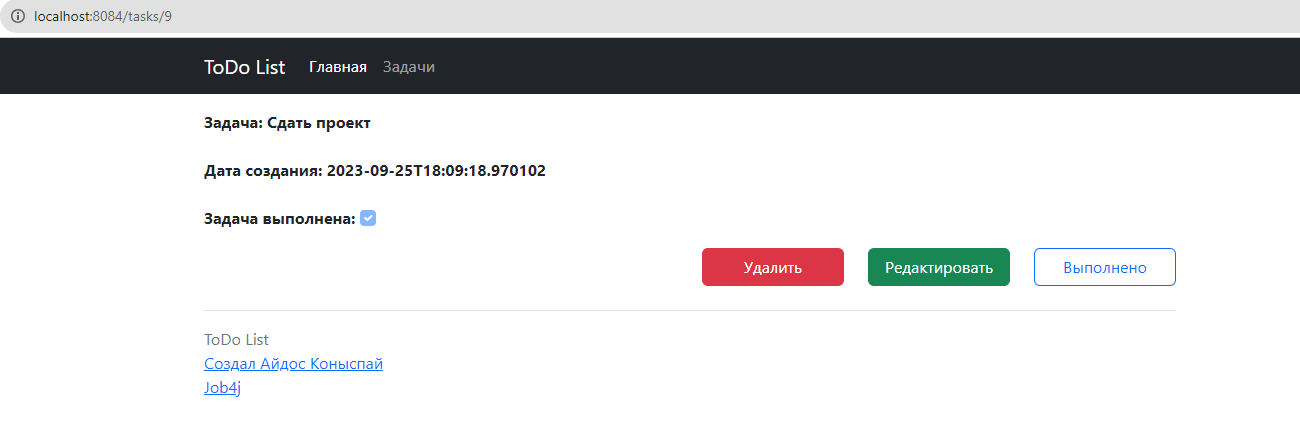 localhost:8084/tasks/9
ToDo List Главная Задачи
Задача: Сдать проект
Дата создания: 2023-09-25T18:09:18.970102
Задача выполнена:
Удалить Редактировать Выполнено
ToDo List
Создал Айдос Коныспай
Job4j